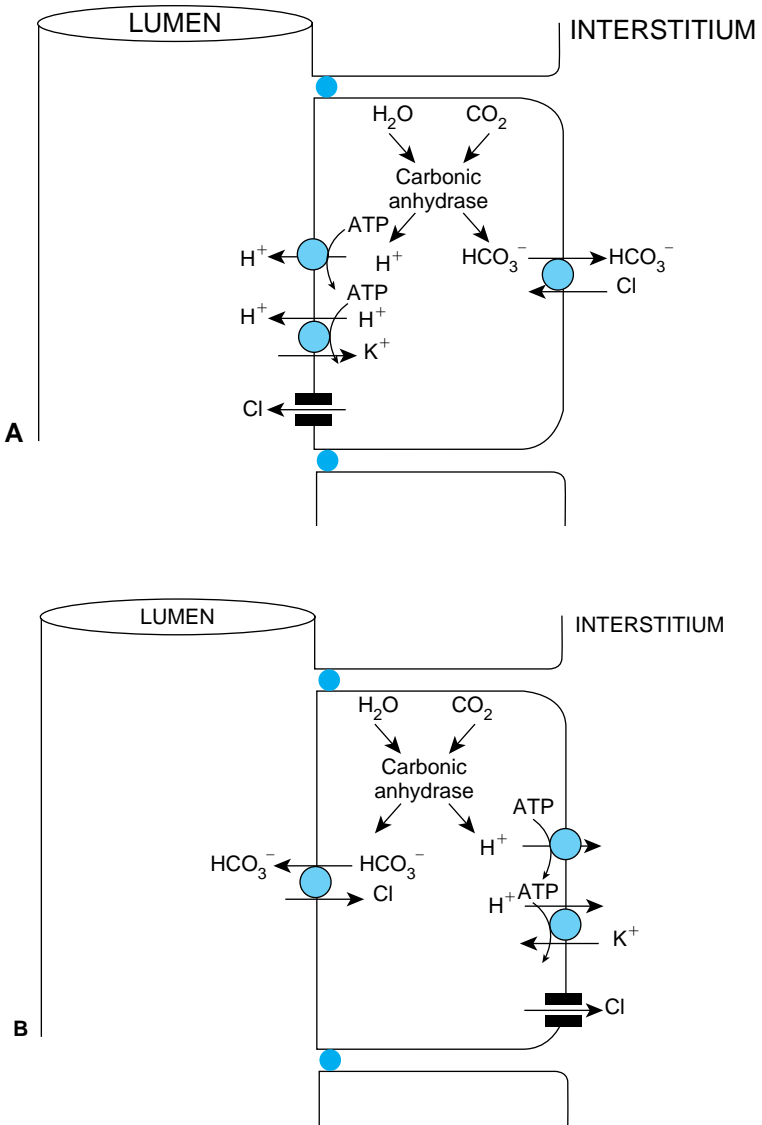 LUMEN
INTERSTITIUM
H₂O CO₂
Carbonic
anhydrase
ATP
H⁺ H⁺ HCO₃⁻ HCO₃⁻
Cl
ATP
H⁺ H⁺
K⁺
Cl
A
LUMEN
INTERSTITIUM
H₂O CO₂
Carbonic
anhydrase
ATP
H⁺
HCO₃⁻ HCO₃⁻
Cl
H⁺ ATP
K⁺
Cl
B